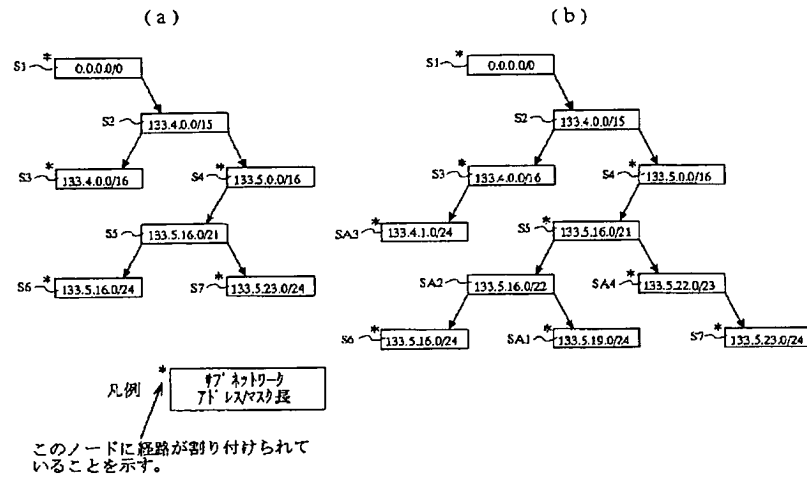 (a)
S1 * 0.0.0.0/0
S2 133.4.0.0/15
S3 * 133.4.0.0/16
S4 * 133.5.0.0/16
S5 133.5.16.0/21
S6 * 133.5.16.0/24
S7 * 133.5.23.0/24
(b)
S1 * 0.0.0.0/0
S2 133.4.0.0/15
S3 * 133.4.0.0/16
S4 * 133.5.0.0/16
SA3 * 133.4.1.0/24
S5 * 133.5.16.0/21
SA2 133.5.16.0/22
SA4 * 133.5.22.0/23
S6 * 133.5.16.0/24
SA1 * 133.5.19.0/24
S7 * 133.5.23.0/24
凡例 *
サブネットワーク
アドレス/マスク長
このノードに経路が割り付けられて
いることを示す。